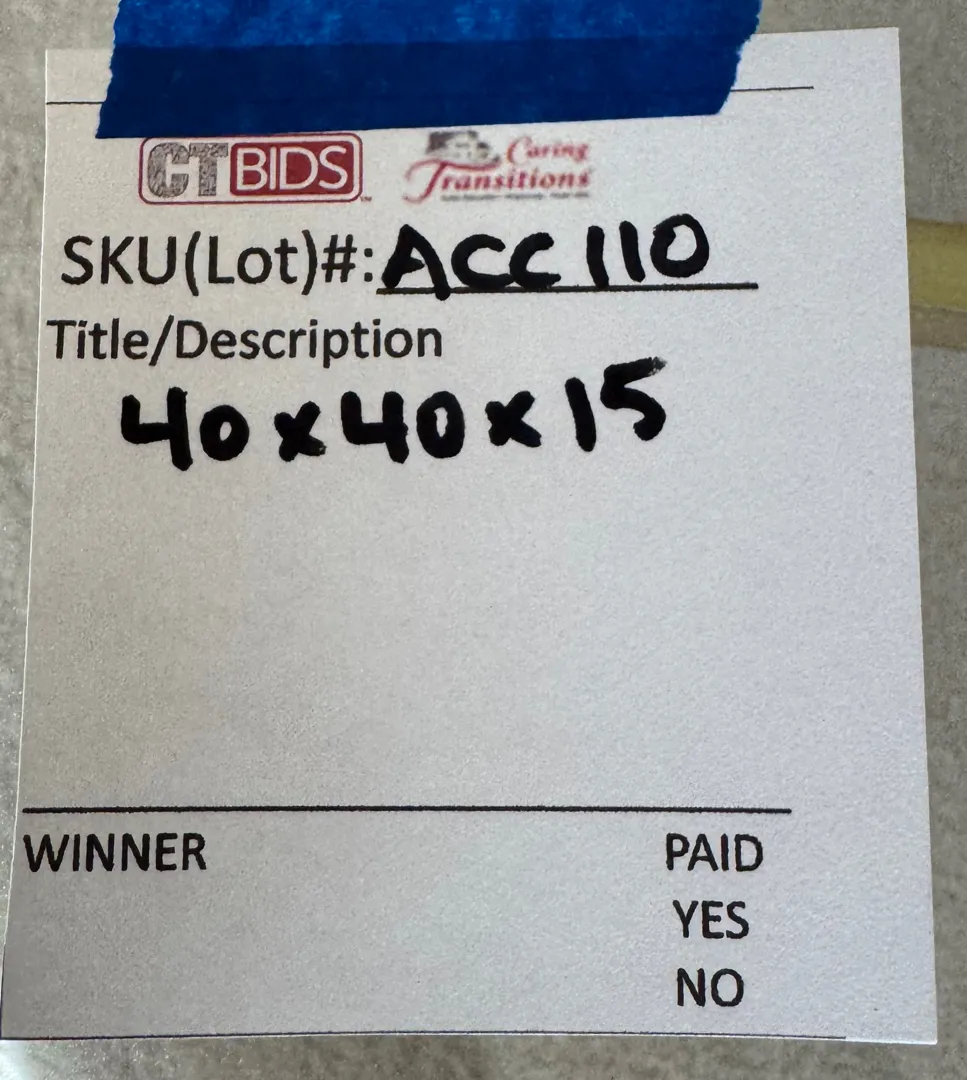 CTBIDS Caring Transitions
SKU(Lot)#: ACC 110
Title/Description
40 x 40 x 15
WINNER PAID
YES
NO